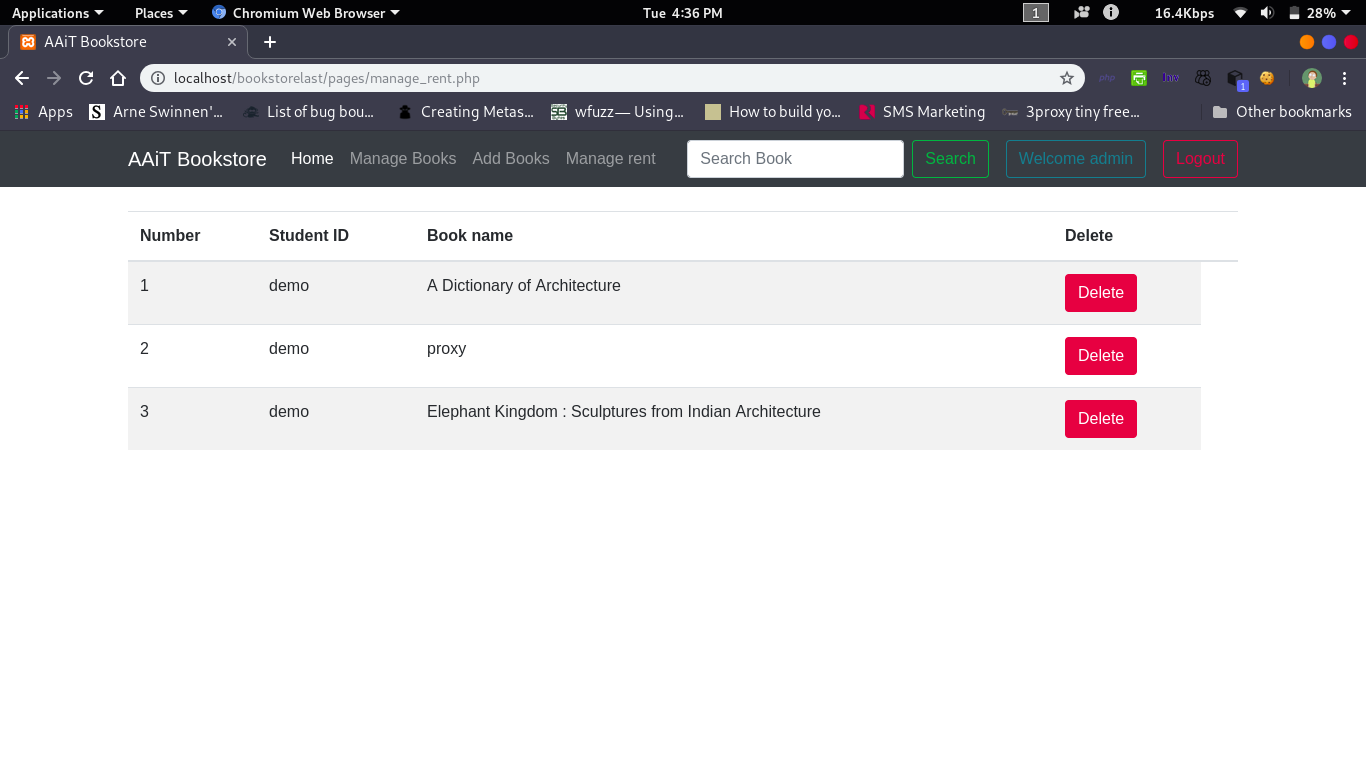 Applications Places Chromium Web Browser Tue 4:36 PM 1 16.4Kbps 28%
AAiT Bookstore
localhost/bookstorelast/pages/manage_rent.php php 1
Apps S Arne Swinnen'... List of bug bou... Creating Metas... wfuzz— Using... How to build yo... SMS Marketing 3proxy tiny free... Other bookmarks
AAiT Bookstore Home Manage Books Add Books Manage rent Search Book Search Welcome admin Logout
Number Student ID Book name Delete
1 demo A Dictionary of Architecture Delete
2 demo proxy Delete
3 demo Elephant Kingdom : Sculptures from Indian Architecture Delete